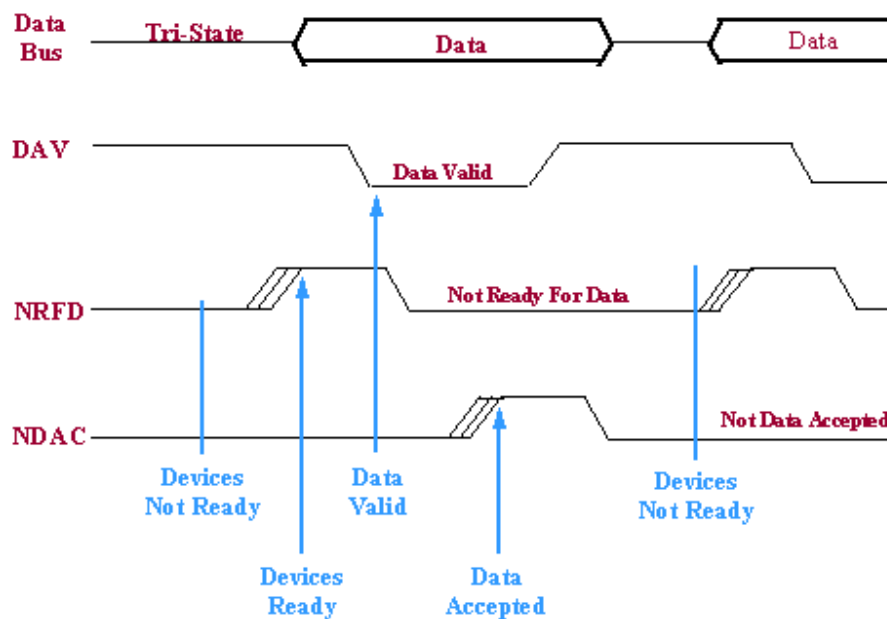 Data
Bus
Tri-State
Data
Data
DAV
Data Valid
NRFD
Not Ready For Data
NDAC
Not Data Accepted
Devices
Not Ready
Data
Valid
Devices
Not Ready
Devices
Ready
Data
Accepted